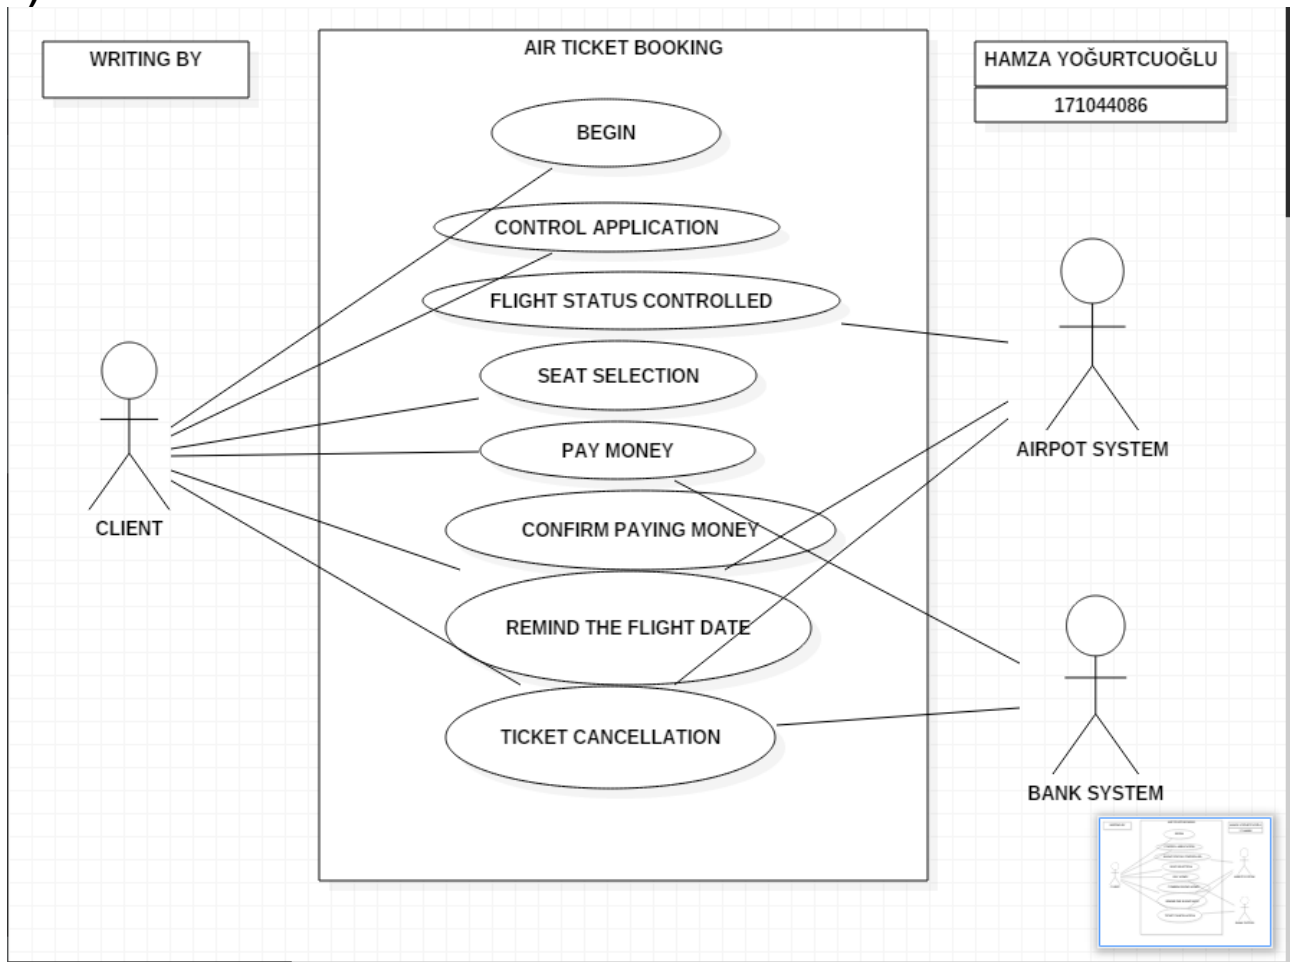 WRITING BY
AIR TICKET BOOKING
HAMZA YOĞURTCUOĞLU
171044086
BEGIN
CONTROL APPLICATION
FLIGHT STATUS CONTROLLED
SEAT SELECTION
PAY MONEY
AIRPOT SYSTEM
CLIENT
CONFIRM PAYING MONEY
REMIND THE FLIGHT DATE
TICKET CANCELLATION
BANK SYSTEM